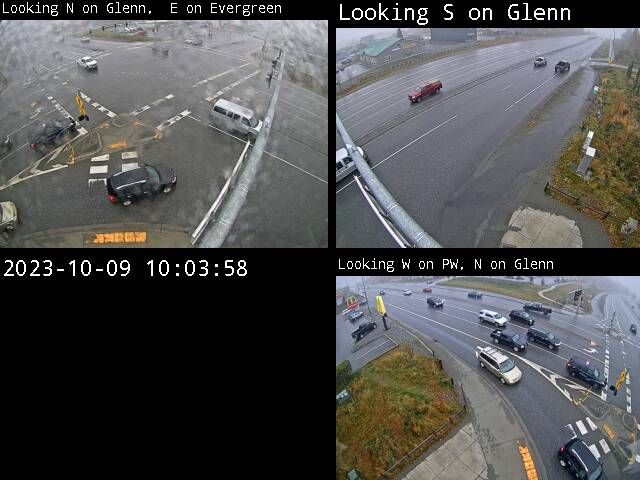 Looking N on Glenn,  E on Evergreen
Looking S on Glenn
2023-10-09 10:03:58
Looking W on PW, N on Glenn